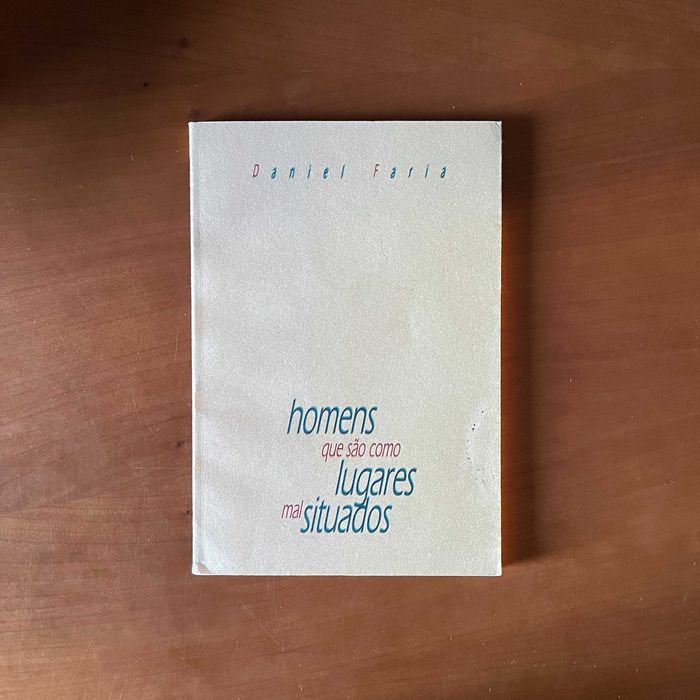 Daniel Faria
homens
que são como
lugares
mal situados